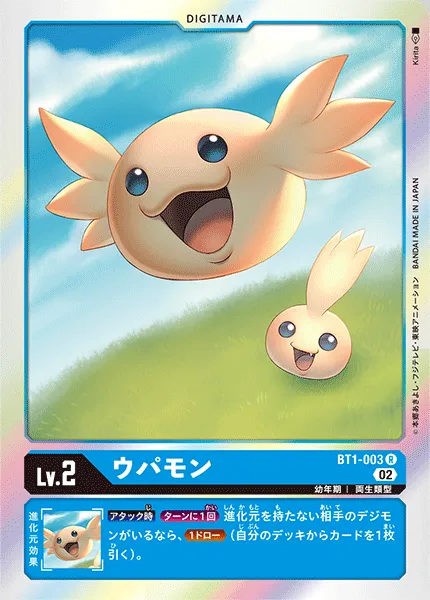 DIGITAMA
Kirita
BANDAI MADE IN JAPAN
©本郷あきよし・フジテレビ・東映アニメーション
Lv.2
ウパモン
BT1-003 R
02
幼年期 | 両生類型
進化元効果
アタック時 ターンに1回 進化元を持たない相手のデジモ
ンがいるなら、1ドロー (自分のデッキからカードを1枚
引く)。